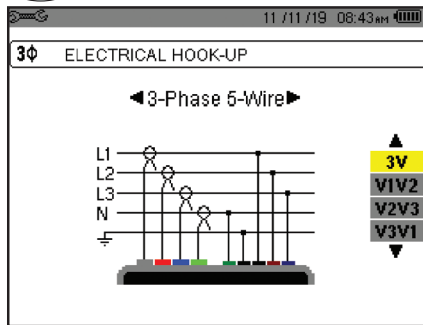 11 /11 /19 08:43AM
3Φ ELECTRICAL HOOK-UP
◄3-Phase 5-Wire►
L1
L2
L3
N
3V
V1V2
V2V3
V3V1